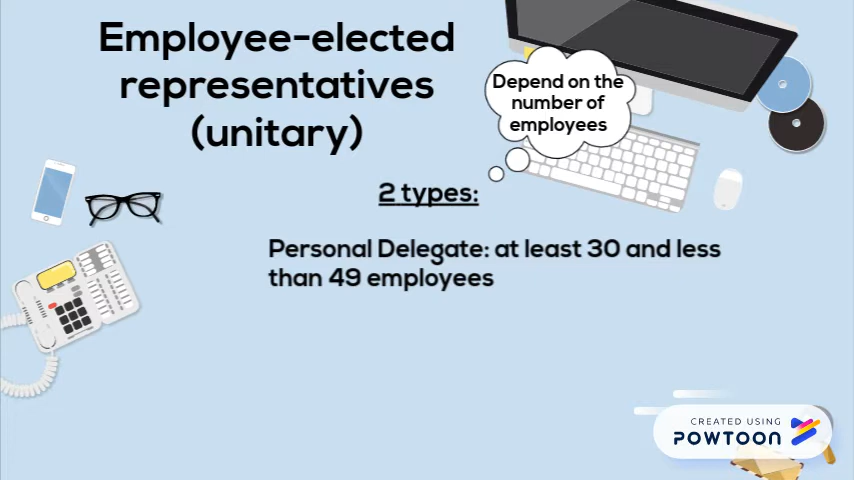 Employee-elected
representatives
(unitary)
Depend on the
number of
employees
2 types:
Personal Delegate: at least 30 and less
than 49 employees
CREATED USING
POWTOON